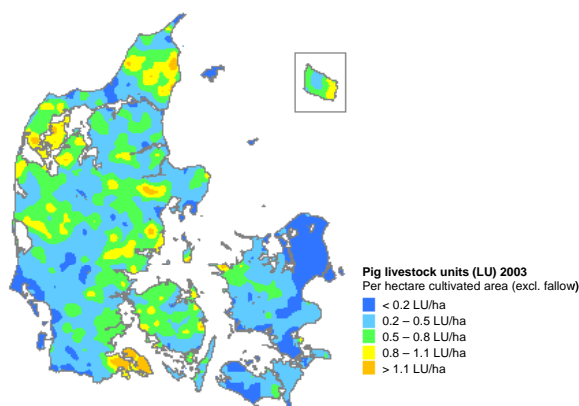 Pig livestock units (LU) 2003
Per hectare cultivated area (excl. fallow)
< 0.2 LU/ha
0.2 – 0.5 LU/ha
0.5 – 0.8 LU/ha
0.8 – 1.1 LU/ha
> 1.1 LU/ha